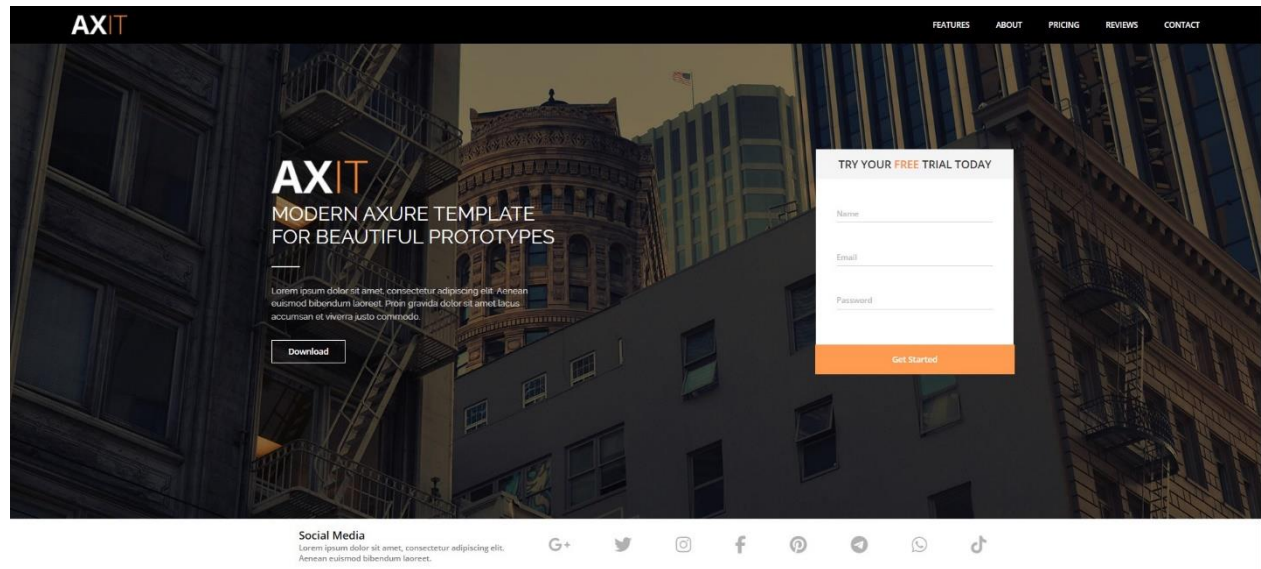 AXIT
FEATURES ABOUT PRICING REVIEWS CONTACT
AXIT
MODERN AXURE TEMPLATE
FOR BEAUTIFUL PROTOTYPES
Lorem ipsum dolor sit amet, consectetur adipiscing elit. Aenean
euismod bibendum laoreet. Proin gravida dolor sit amet lacus
accumsan et viverra justo commodo.
Download
TRY YOUR FREE TRIAL TODAY
Name
Email
Password
Get Started
Social Media
Lorem ipsum dolor sit amet, consectetur adipiscing elit.
Aenean euismod bibendum laoreet.
G+